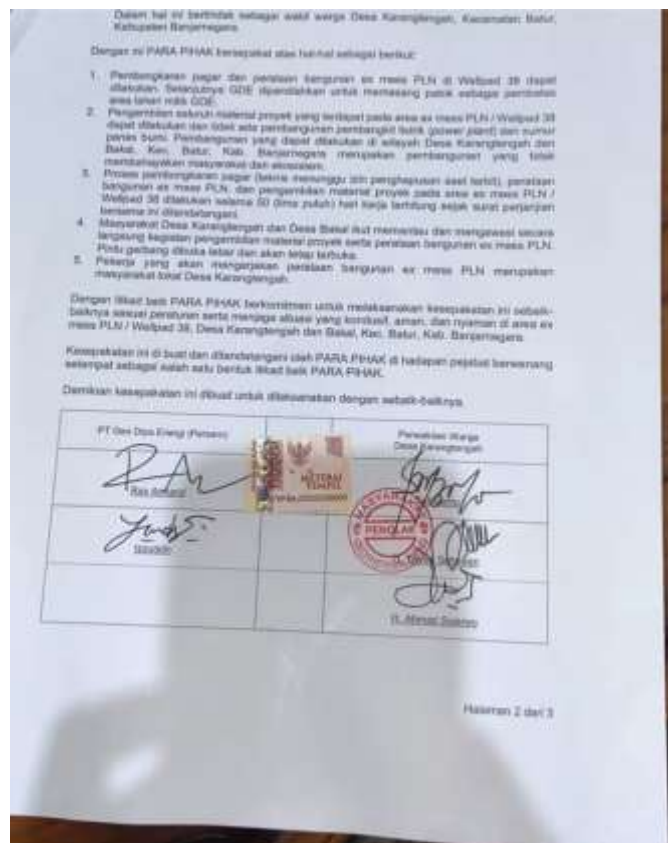 Dalam hal ini bertindak sebagai wakil warga Desa Karangtengah, Kecamatan Batur,
Kabupaten Banjarnegara.
Dengan ini PARA PIHAK bersepakat atas hal-hal sebagai berikut:
1. Pembongkaran pagar dan penataan bangunan ex mess PLN di Wellpad 38 dapat
dilakukan. Selanjutnya GDE dipersilahkan untuk memasang patok sebagai pembatas
area lahan milik GDE.
2. Pengambilan seluruh material proyek yang terdapat pada area ex mess PLN / Wellpad 38
dapat dilakukan dan tidak ada pembangunan pembangkit listrik (power plant) dan sumur
panas bumi. Pembangunan yang dapat dilakukan di wilayah Desa Karangtengah dan
Bakal, Kec. Batur, Kab. Banjarnegara merupakan pembangunan yang tidak
membahayakan masyarakat dan ekosistem.
3. Proses pembongkaran pagar (teknis menunggu izin penghapusan aset terbit), penataan
bangunan ex mess PLN, dan pengambilan material proyek pada area ex mess PLN /
Wellpad 38 dilakukan selama 50 (lima puluh) hari kerja terhitung sejak surat perjanjian
bersama ini ditandatangani.
4. Masyarakat Desa Karangtengah dan Desa Bakal ikut memantau dan mengawasi secara
langsung kegiatan pengambilan material proyek serta penataan bangunan ex mess PLN.
Pintu gerbang dibuka lebar dan akan tetap terbuka.
5. Pekerja yang akan mengerjakan penataan bangunan ex mess PLN merupakan
masyarakat lokal Desa Karangtengah.
Dengan itikad baik PARA PIHAK berkomitmen untuk melaksanakan kesepakatan ini sebaik-
baiknya sesuai peraturan serta menjaga situasi yang kondusif, aman, dan nyaman di area ex
mess PLN / Wellpad 38, Desa Karangtengah dan Bakal, Kec. Batur, Kab. Banjarnegara.
Kesepakatan ini di buat dan ditandatangani oleh PARA PIHAK di hadapan pejabat berwenang
setempat sebagai salah satu bentuk itikad baik PARA PIHAK.
Demikian kesepakatan ini dibuat untuk dilaksanakan dengan sebaik-baiknya.
PT Geo Dipa Energi (Persero)
Perwakilan Warga
Desa Karangtengah
METERAI
TEMPEL
MASYARAKAT
PENOLAK
Halaman 2 dari 3